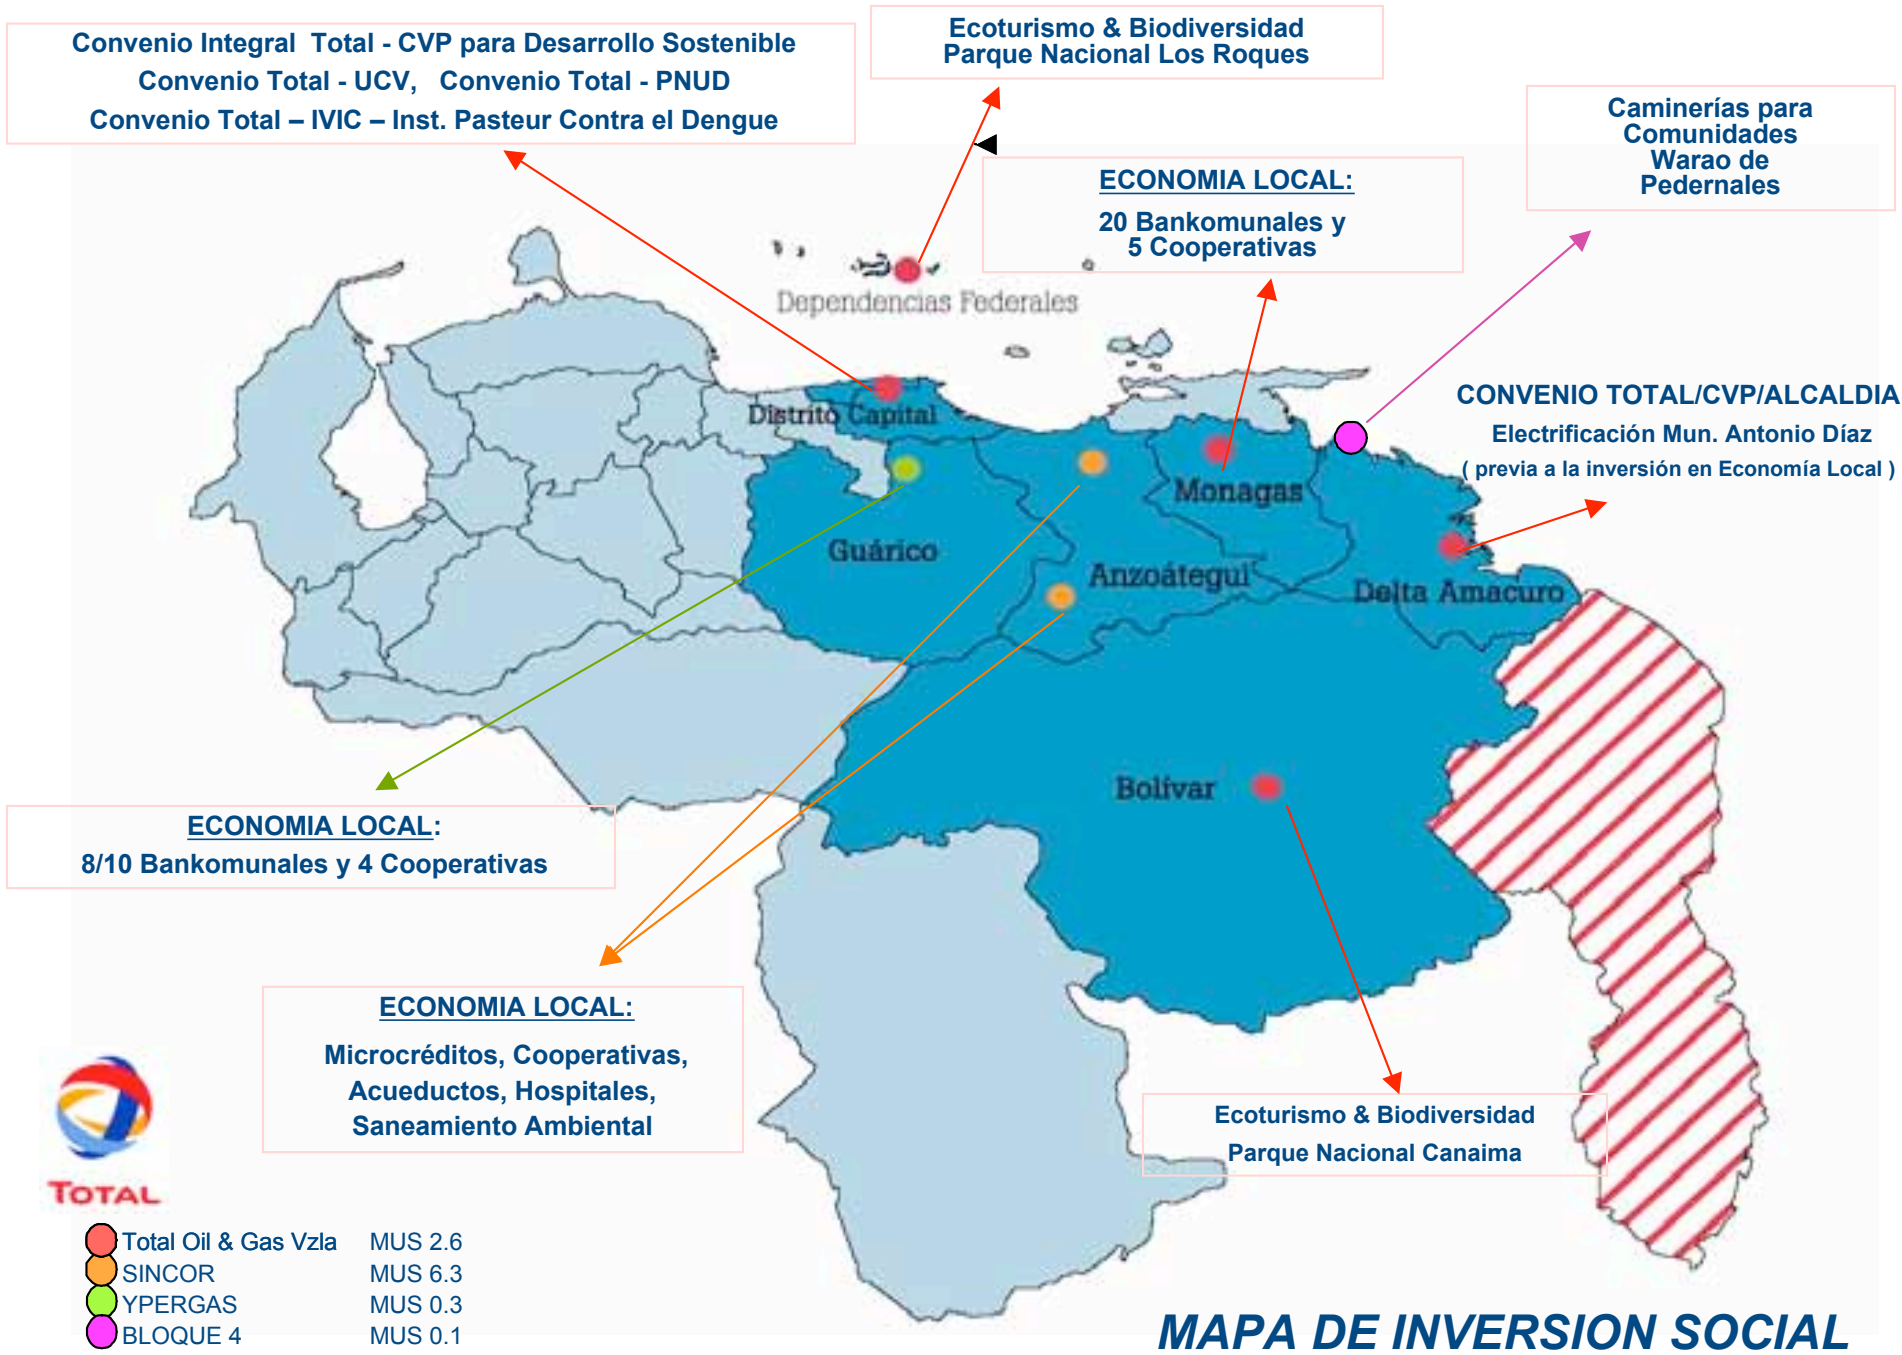 Convenio Integral Total - CVP para Desarrollo Sostenible
Convenio Total - UCV, Convenio Total - PNUD
Convenio Total – IVIC – Inst. Pasteur Contra el Dengue
Ecoturismo & Biodiversidad
Parque Nacional Los Roques
Caminerías para
Comunidades
Warao de
Pedernales
ECONOMIA LOCAL:
20 Bankomunales y
5 Cooperativas
Dependencias Federales
CONVENIO TOTAL/CVP/ALCALDIA
Electrificación Mun. Antonio Díaz
( previa a la inversión en Economía Local )
Distrito Capital
Monagas
Guárico
Anzoátegui
Delta Amacuro
Bolívar
ECONOMIA LOCAL:
8/10 Bankomunales y 4 Cooperativas
ECONOMIA LOCAL:
Microcréditos, Cooperativas,
Acueductos, Hospitales,
Saneamiento Ambiental
Ecoturismo & Biodiversidad
Parque Nacional Canaima
TOTAL
Total Oil & Gas Vzla MUS 2.6
SINCOR MUS 6.3
YPERGAS MUS 0.3
BLOQUE 4 MUS 0.1
MAPA DE INVERSION SOCIAL